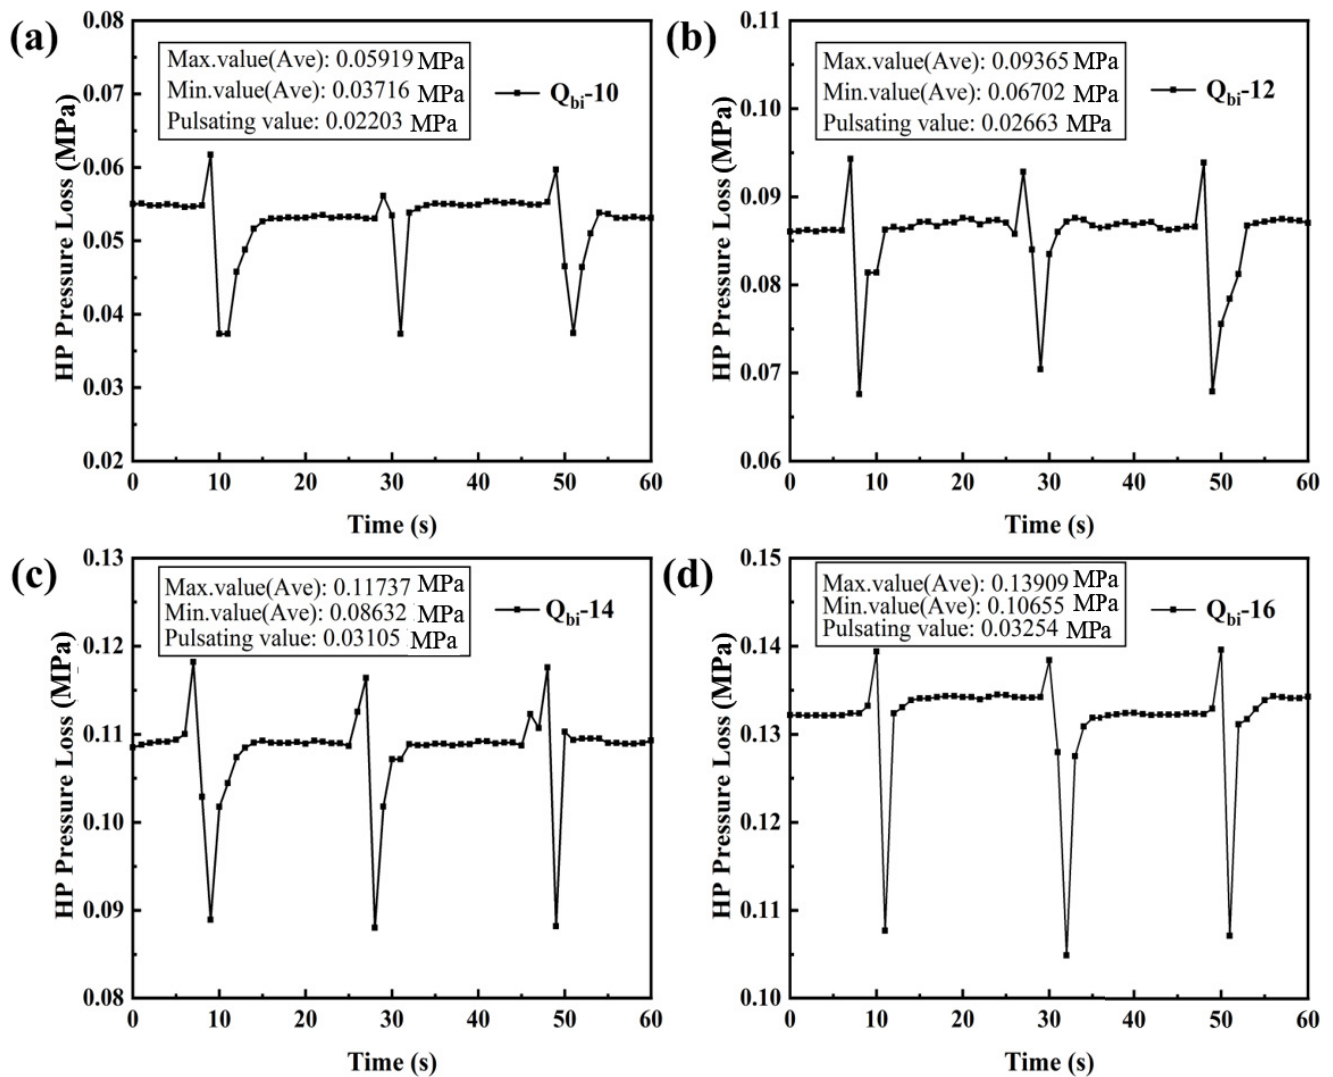 (a)
0.08
0.07
0.06
0.05
0.04
0.03
0.02
HP Pressure Loss (MPa)
Max.value(Ave): 0.05919 MPa
Min.value(Ave): 0.03716 MPa
Pulsating value: 0.02203 MPa
Qbi-10
0 10 20 30 40 50 60
Time (s)
(b)
0.11
0.10
0.09
0.08
0.07
0.06
HP Pressure Loss (MPa)
Max.value(Ave): 0.09365 MPa
Min.value(Ave): 0.06702 MPa
Pulsating value: 0.02663 MPa
Qbi-12
0 10 20 30 40 50 60
Time (s)
(c)
0.13
0.12
0.11
0.10
0.09
0.08
HP Pressure Loss (MPa)
Max.value(Ave): 0.11737 MPa
Min.value(Ave): 0.08632 MPa
Pulsating value: 0.03105 MPa
Qbi-14
0 10 20 30 40 50 60
Time (s)
(d)
0.15
0.14
0.13
0.12
0.11
0.10
HP Pressure Loss (MPa)
Max.value(Ave): 0.13909 MPa
Min.value(Ave): 0.10655 MPa
Pulsating value: 0.03254 MPa
Qbi-16
0 10 20 30 40 50 60
Time (s)